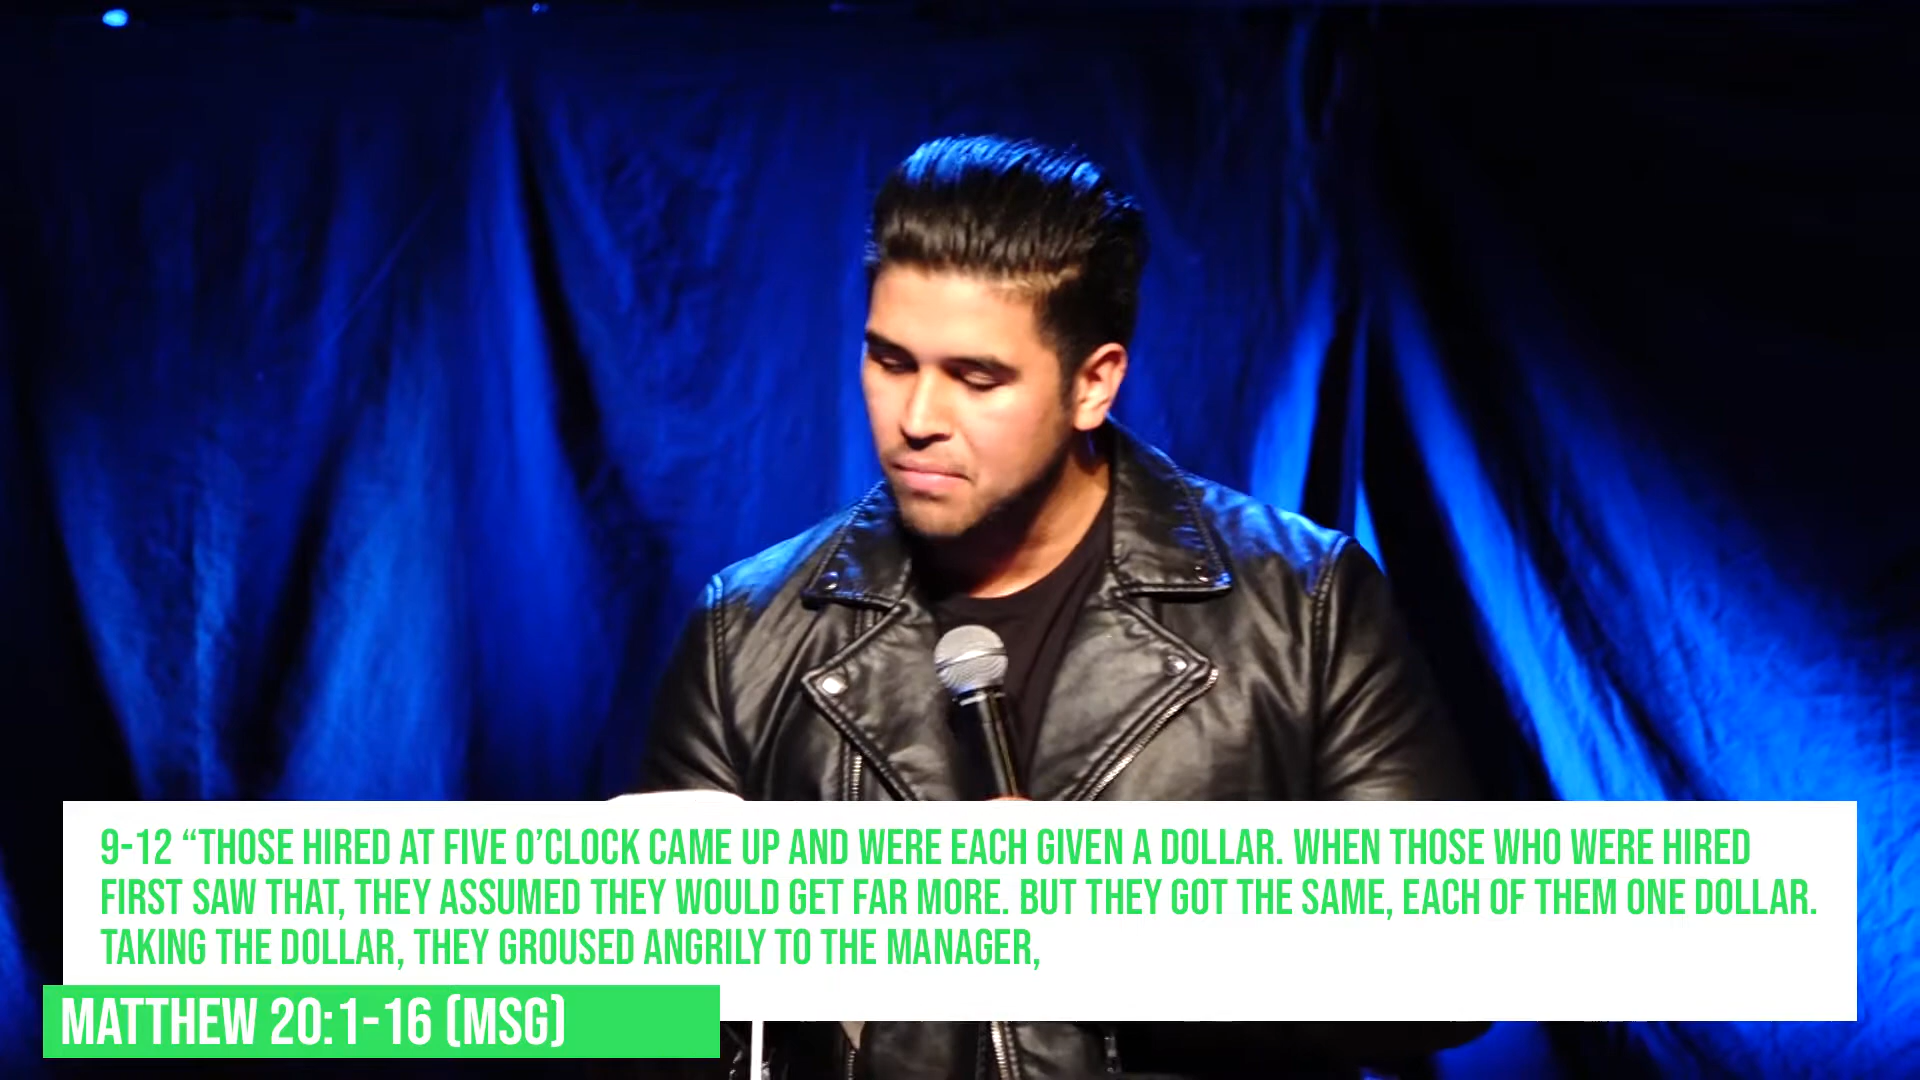 9-12 “THOSE HIRED AT FIVE O’CLOCK CAME UP AND WERE EACH GIVEN A DOLLAR. WHEN THOSE WHO WERE HIRED
FIRST SAW THAT, THEY ASSUMED THEY WOULD GET FAR MORE. BUT THEY GOT THE SAME, EACH OF THEM ONE DOLLAR.
TAKING THE DOLLAR, THEY GROUSED ANGRILY TO THE MANAGER,
MATTHEW 20:1-16 (MSG)